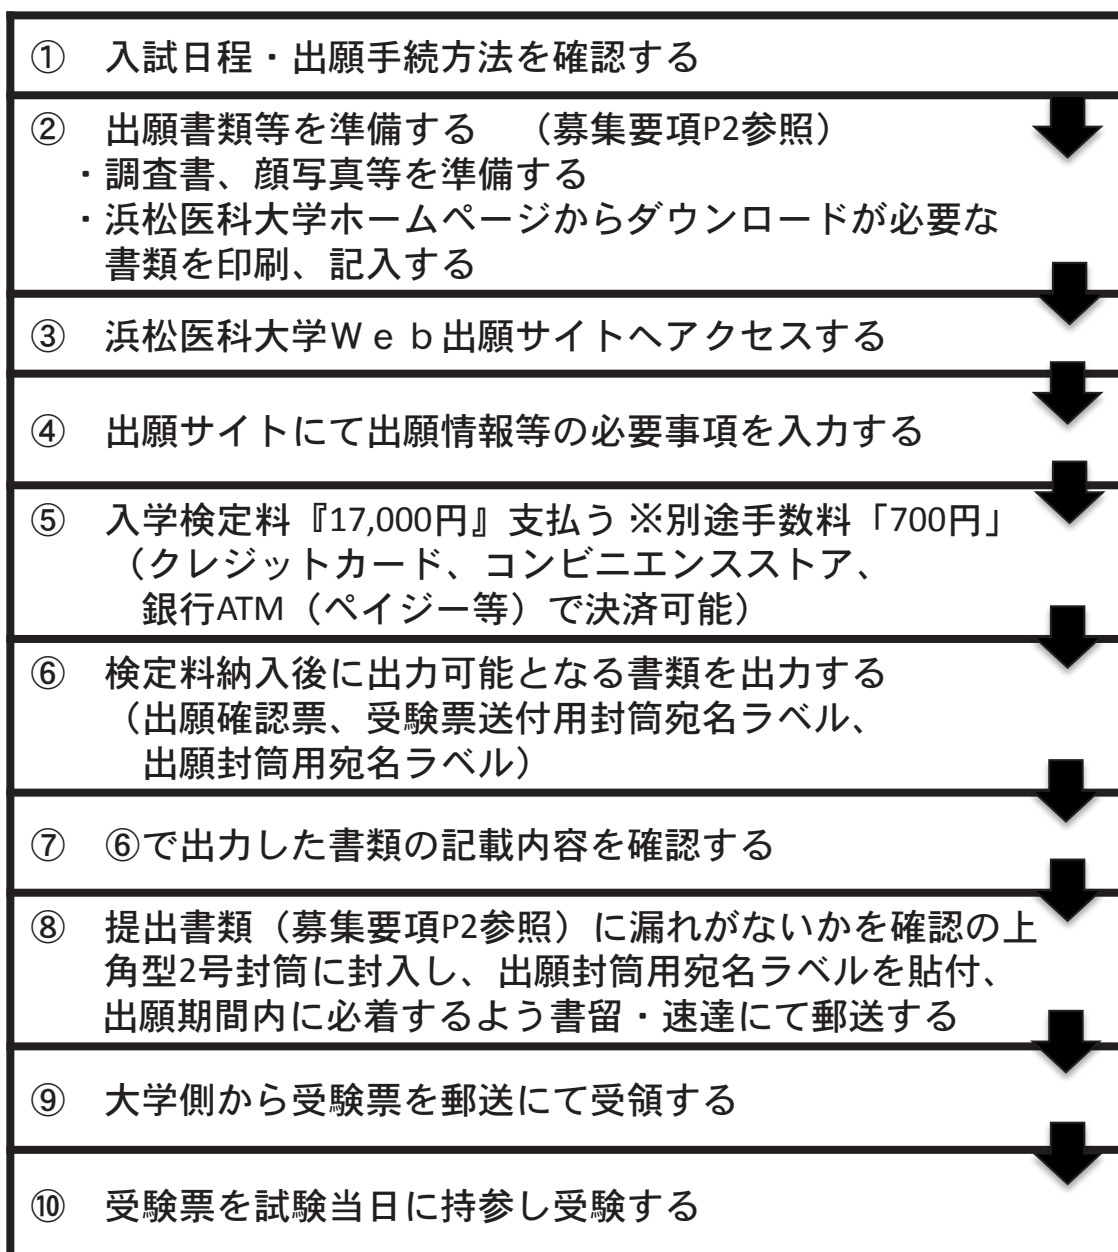 ① 入試日程・出願手続方法を確認する
② 出願書類等を準備する （募集要項P2参照）
・調査書、顔写真等を準備する
・浜松医科大学ホームページからダウンロードが必要な
書類を印刷、記入する
③ 浜松医科大学Ｗｅｂ出願サイトへアクセスする
④ 出願サイトにて出願情報等の必要事項を入力する
⑤ 入学検定料『17,000円』支払う ※別途手数料「700円」
（クレジットカード、コンビニエンスストア、
銀行ATM（ペイジー等）で決済可能）
⑥ 検定料納入後に出力可能となる書類を出力する
（出願確認票、受験票送付用封筒宛名ラベル、
出願封筒用宛名ラベル）
⑦ ⑥で出力した書類の記載内容を確認する
⑧ 提出書類（募集要項P2参照）に漏れがないかを確認の上
角型2号封筒に封入し、出願封筒用宛名ラベルを貼付、
出願期間内に必着するよう書留・速達にて郵送する
⑨ 大学側から受験票を郵送にて受領する
⑩ 受験票を試験当日に持参し受験する